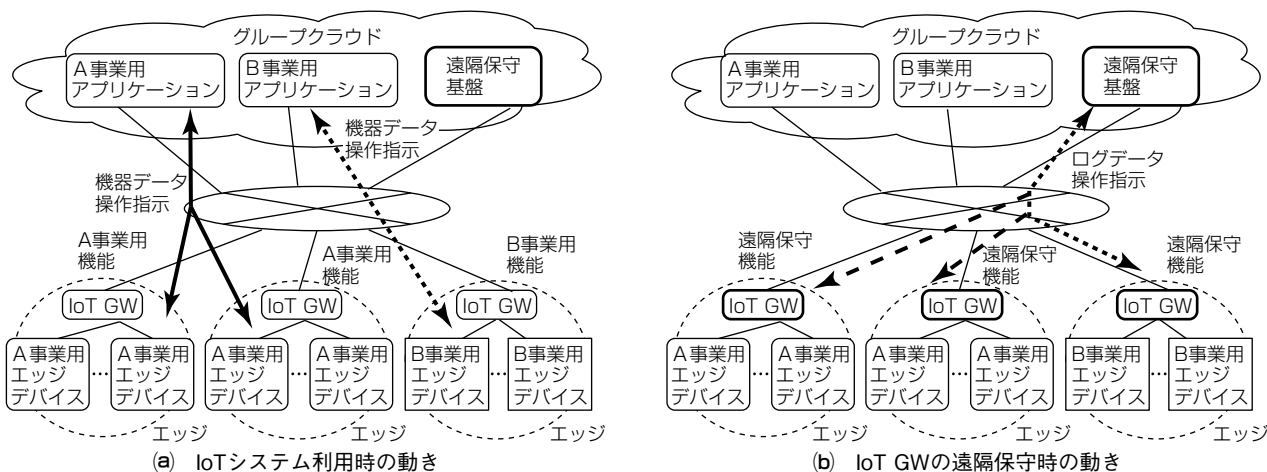 グループクラウド
A事業用
アプリケーション
B事業用
アプリケーション
遠隔保守
基盤
機器データ
操作指示
機器データ
操作指示
A事業用
機能
A事業用
機能
B事業用
機能
IoT GW
IoT GW
IoT GW
A事業用
エッジ
デバイス
…
A事業用
エッジ
デバイス
A事業用
エッジ
デバイス
…
A事業用
エッジ
デバイス
B事業用
エッジ
デバイス
…
B事業用
エッジ
デバイス
エッジ
エッジ
エッジ
(a) IoTシステム利用時の動き
グループクラウド
A事業用
アプリケーション
B事業用
アプリケーション
遠隔保守
基盤
ログデータ
操作指示
遠隔保守
機能
遠隔保守
機能
遠隔保守
機能
IoT GW
IoT GW
IoT GW
A事業用
エッジ
デバイス
…
A事業用
エッジ
デバイス
A事業用
エッジ
デバイス
…
A事業用
エッジ
デバイス
B事業用
エッジ
デバイス
…
B事業用
エッジ
デバイス
エッジ
エッジ
エッジ
(b) IoT GWの遠隔保守時の動き